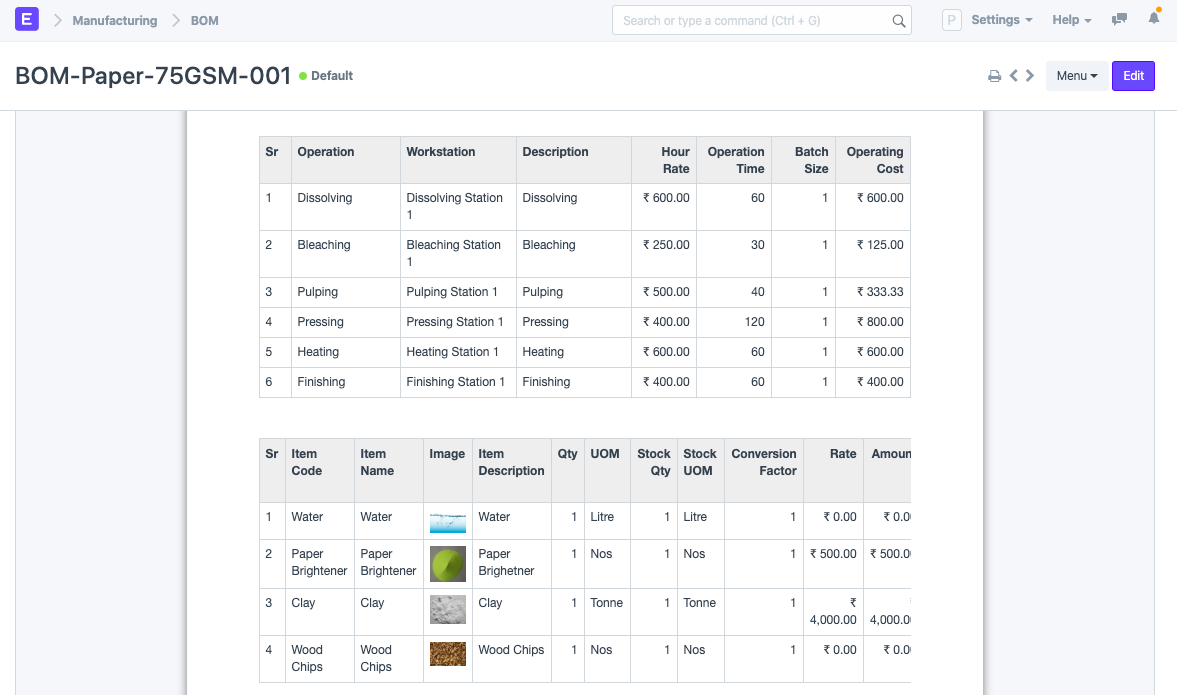 E Manufacturing BOM Search or type a command (Ctrl + G) P Settings Help
BOM-Paper-75GSM-001 Default Menu Edit
Sr Operation Workstation Description Hour Rate Operation Time Batch Size Operating Cost
1 Dissolving Dissolving Station 1 Dissolving ₹ 600.00 60 1 ₹ 600.00
2 Bleaching Bleaching Station 1 Bleaching ₹ 250.00 30 1 ₹ 125.00
3 Pulping Pulping Station 1 Pulping ₹ 500.00 40 1 ₹ 333.33
4 Pressing Pressing Station 1 Pressing ₹ 400.00 120 1 ₹ 800.00
5 Heating Heating Station 1 Heating ₹ 600.00 60 1 ₹ 600.00
6 Finishing Finishing Station 1 Finishing ₹ 400.00 60 1 ₹ 400.00
Sr Item Code Item Name Image Item Description Qty UOM Stock Qty Stock UOM Conversion Factor Rate Amoun
1 Water Water Water 1 Litre 1 Litre 1 ₹ 0.00 ₹ 0.0
2 Paper Brightener Paper Brightener Paper Brighetner 1 Nos 1 Nos 1 ₹ 500.00 ₹ 500.0
3 Clay Clay Clay 1 Tonne 1 Tonne 1 ₹ 4,000.00 4,000.0
4 Wood Chips Wood Chips Wood Chips 1 Nos 1 Nos 1 ₹ 0.00 ₹ 0.0